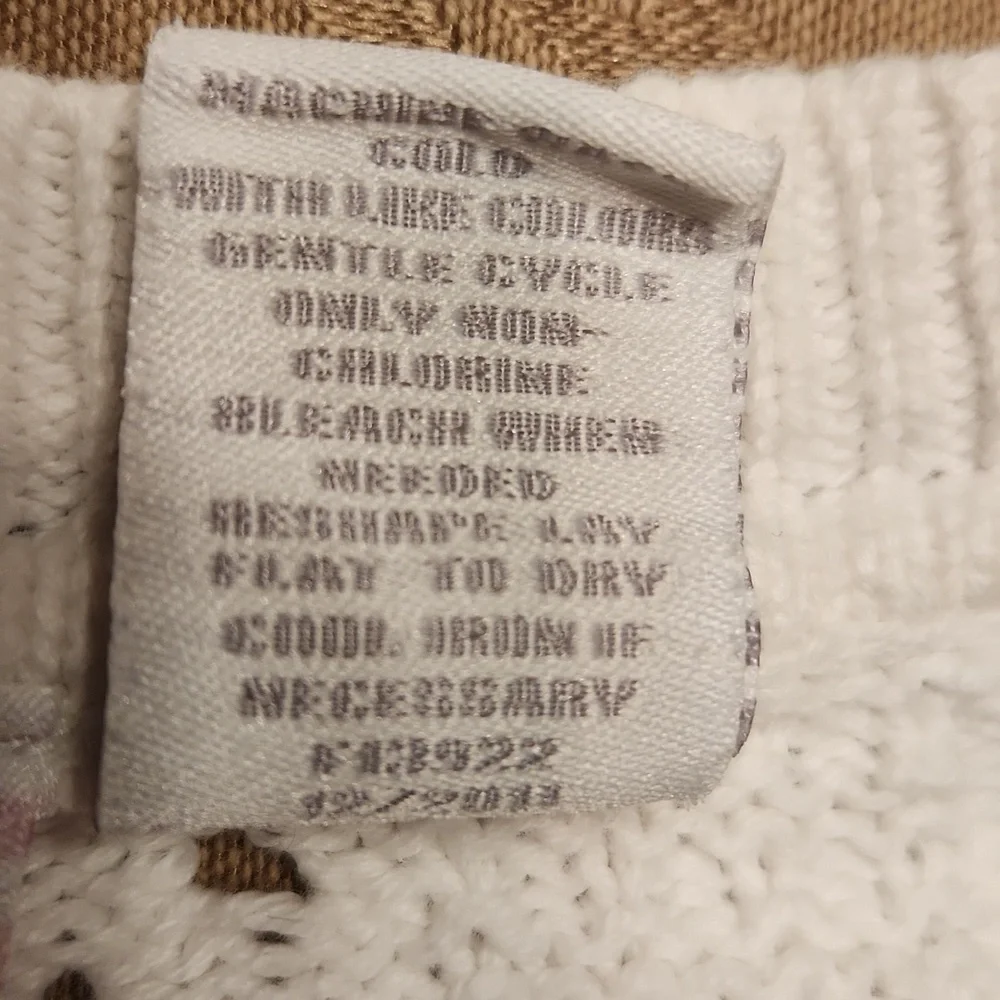 MACHINE WASH
COLD
WITH LIKE COLORS
GENTLE CYCLE
ONLY NON-
CHLORINE
BLEACH WHEN
NEEDED
RESHAPE LAY
FLAT TO DRY
COOL IRON IF
NECESSARY